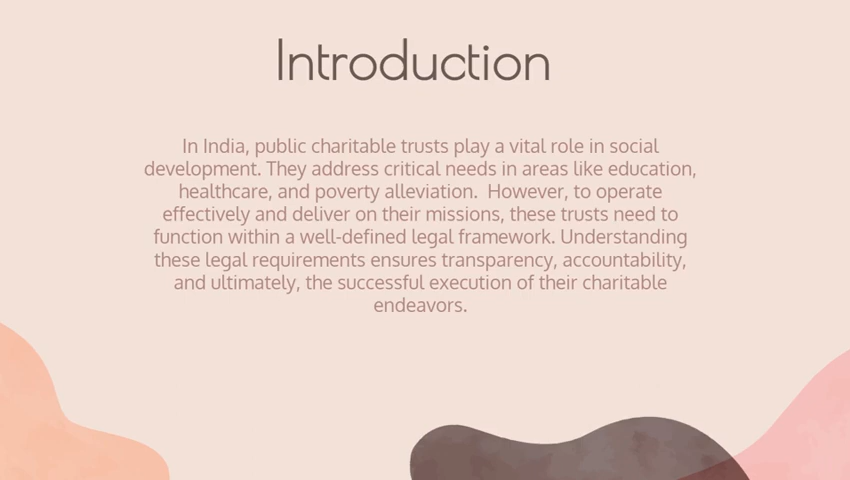 Introduction
In India, public charitable trusts play a vital role in social
development. They address critical needs in areas like education,
healthcare, and poverty alleviation.  However, to operate
effectively and deliver on their missions, these trusts need to
function within a well-defined legal framework. Understanding
these legal requirements ensures transparency, accountability,
and ultimately, the successful execution of their charitable
endeavors.